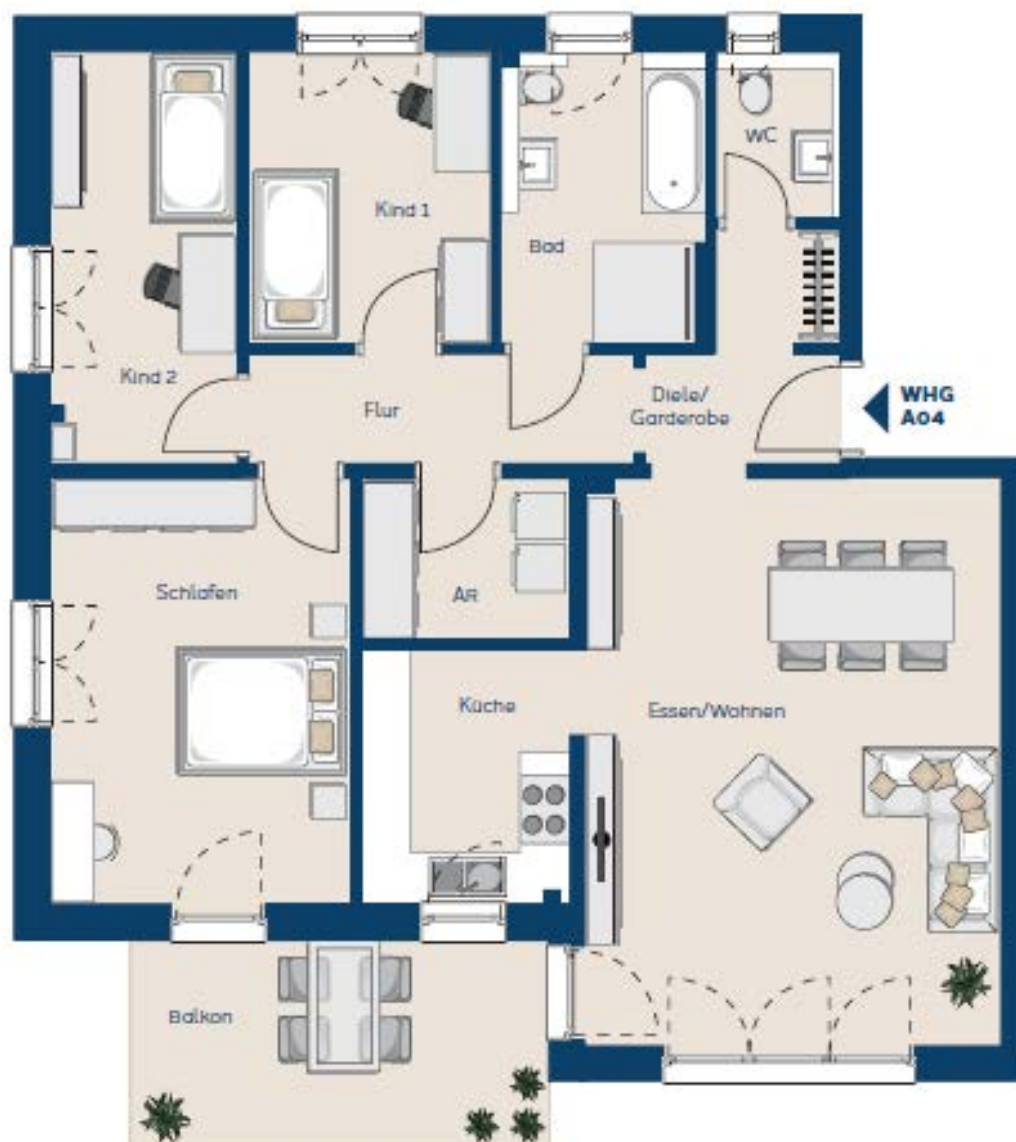 WC
Kind 1
Bad
Kind 2
Flur
Diele/
Garderobe
WHG
A04
Schlafen
AR
Küche
Essen/Wohnen
Balkon